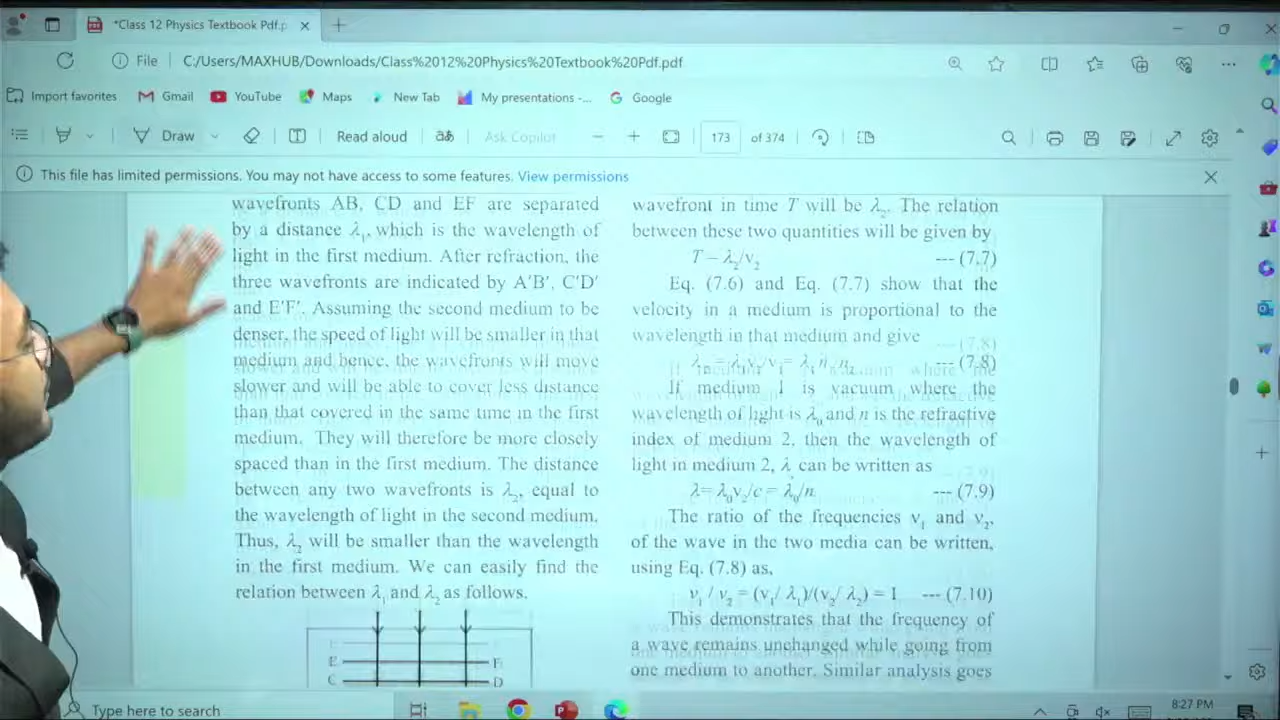 *Class 12 Physics Textbook Pdf.p
File
C:/Users/MAXHUB/Downloads/Class%2012%20Physics%20Textbook%20Pdf.pdf
Import favorites
Gmail
YouTube
Maps
New Tab
My presentations -...
Google
Draw
Read aloud
Ask Copilot
173 of 374
This file has limited permissions. You may not have access to some features. View permissions
wavefronts AB, CD and EF are separated
by a distance λ₁, which is the wavelength of
light in the first medium. After refraction, the
three wavefronts are indicated by A′B′, C′D′
and E′F′. Assuming the second medium to be
denser, the speed of light will be smaller in that
medium and hence, the wavefronts will move
slower and will be able to cover less distance
than that covered in the same time in the first
medium. They will therefore be more closely
spaced than in the first medium. The distance
between any two wavefronts is λ₂, equal to
the wavelength of light in the second medium.
Thus, λ₂ will be smaller than the wavelength
in the first medium. We can easily find the
relation between λ₁ and λ₂ as follows.
E F
C D
wavefront in time T will be λ₂. The relation
between these two quantities will be given by
T = λ₂/v₂ --- (7.7)
Eq. (7.6) and Eq. (7.7) show that the
velocity in a medium is proportional to the
wavelength in that medium and give
--- (7.8)
If medium 1 is vacuum where the
wavelength of light is λ₀ and n is the refractive
index of medium 2, then the wavelength of
light in medium 2, λ can be written as
λ= λ₀v₂/c = λ₀/n --- (7.9)
The ratio of the frequencies ν₁ and ν₂,
of the wave in the two media can be written,
using Eq. (7.8) as,
ν₁ / ν₂ = (v₁/ λ₁)/(v₂/ λ₂) = 1 --- (7.10)
This demonstrates that the frequency of
a wave remains unchanged while going from
one medium to another. Similar analysis goes
Type here to search
8:27 PM